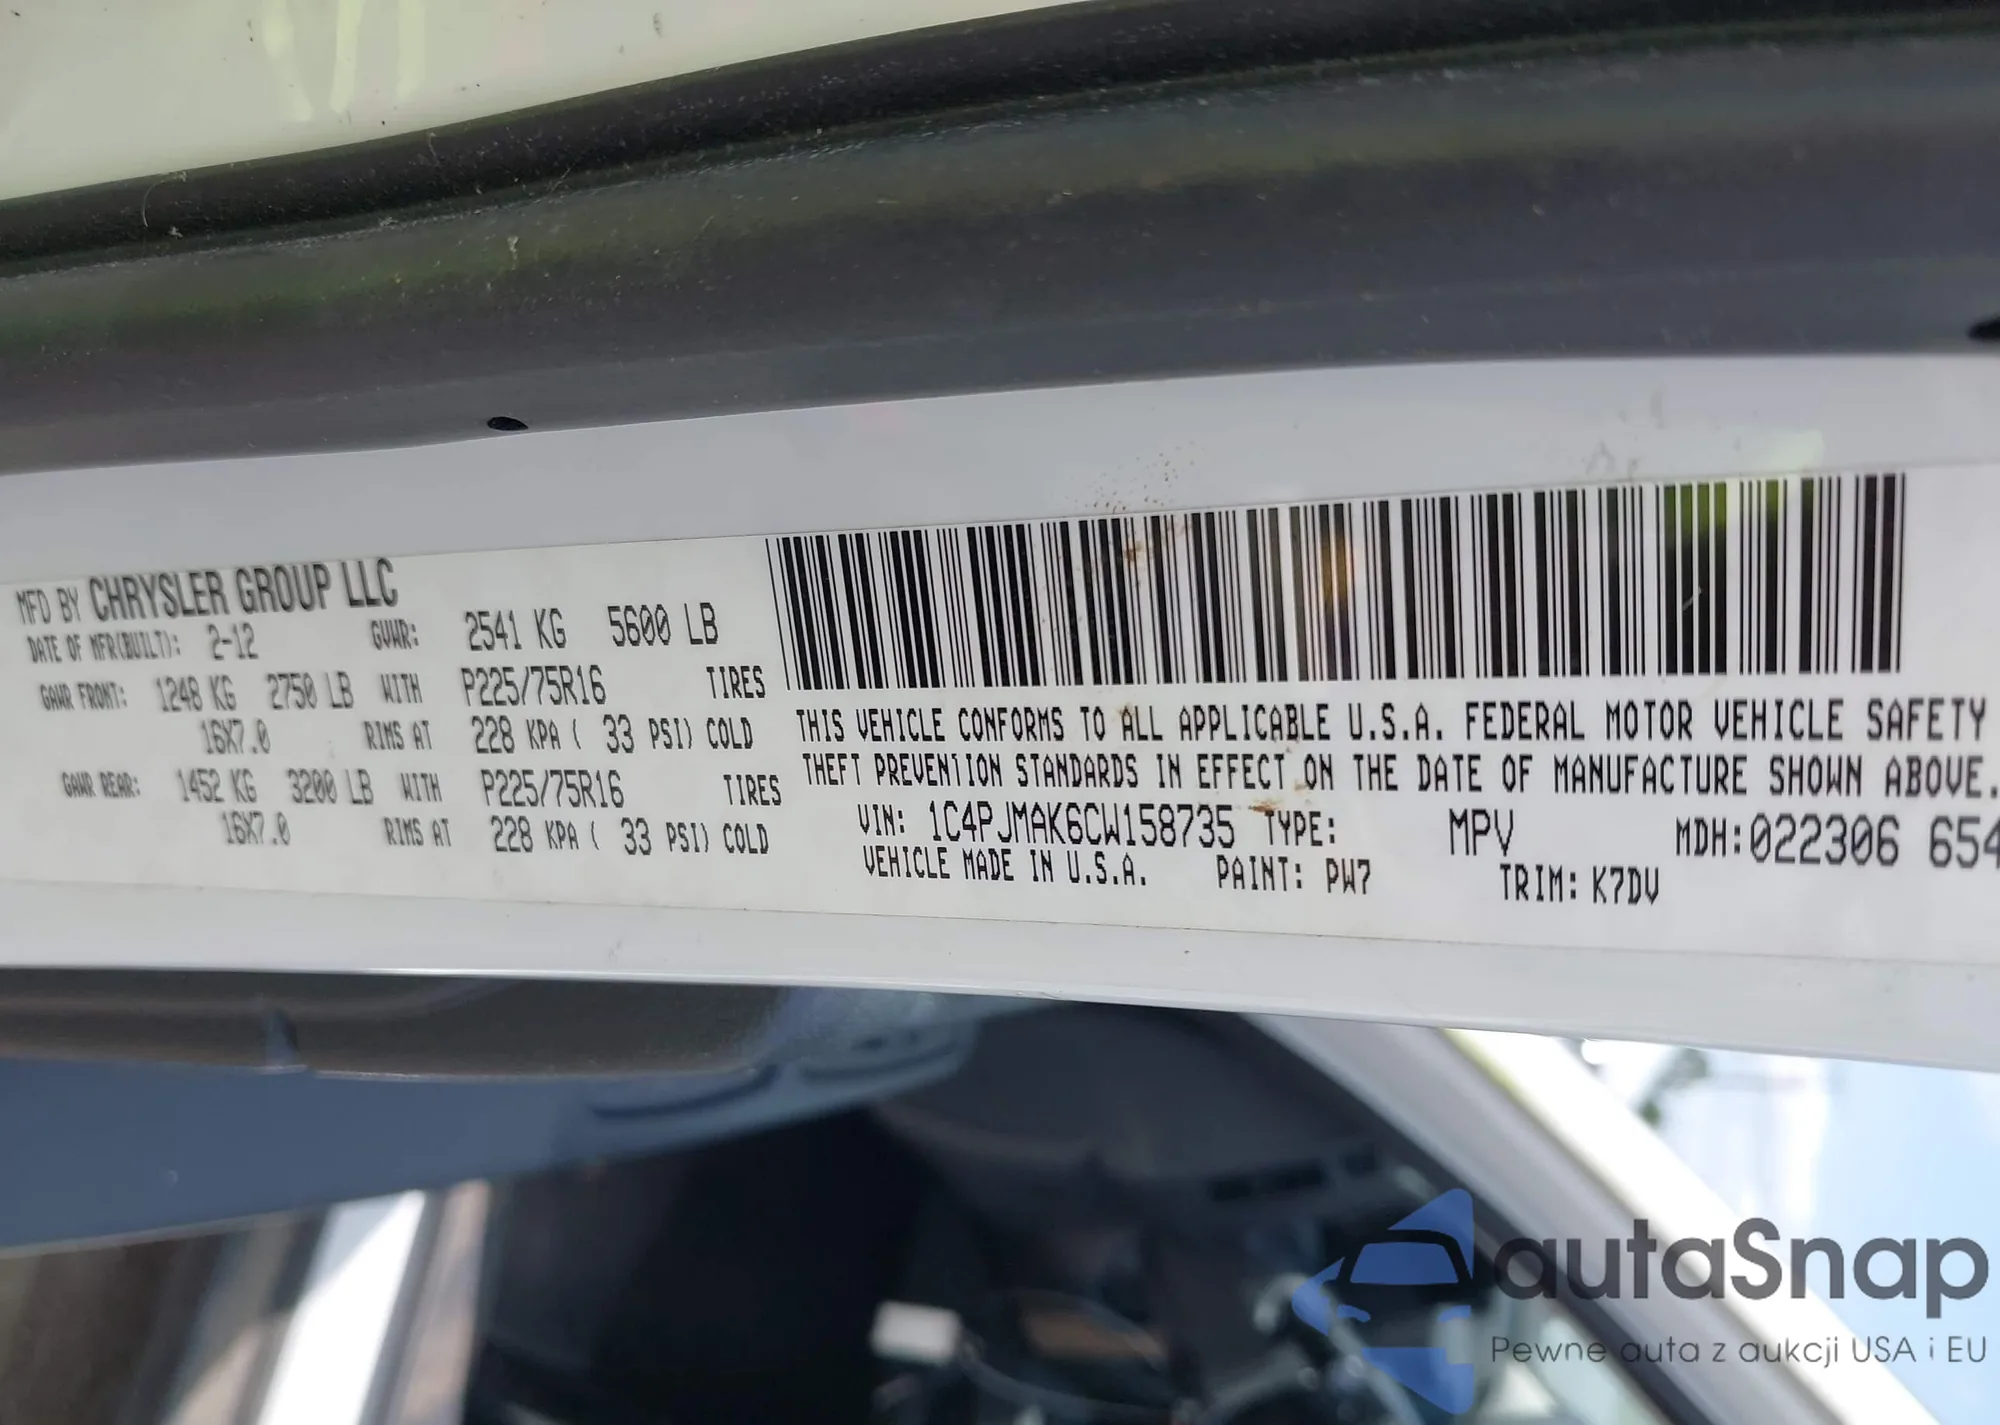 MFD BY CHRYSLER GROUP LLC
DATE OF MFR(BUILT): 2-12 GVWR: 2541 KG 5600 LB
GAWR FRONT: 1248 KG 2750 LB WITH P225/75R16 TIRES
16X7.0 RIMS AT 228 KPA ( 33 PSI) COLD
GAWR REAR: 1452 KG 3200 LB WITH P225/75R16 TIRES
16X7.0 RIMS AT 228 KPA ( 33 PSI) COLD
THIS VEHICLE CONFORMS TO ALL APPLICABLE U.S.A. FEDERAL MOTOR VEHICLE SAFETY
THEFT PREVENTION STANDARDS IN EFFECT ON THE DATE OF MANUFACTURE SHOWN ABOVE.
VIN: 1C4PJMAK6CW158735 TYPE: MPV MDH:022306 654
VEHICLE MADE IN U.S.A. PAINT: PW7 TRIM: K7DV
autaSnap
Pewne auta z aukcji USA i EU